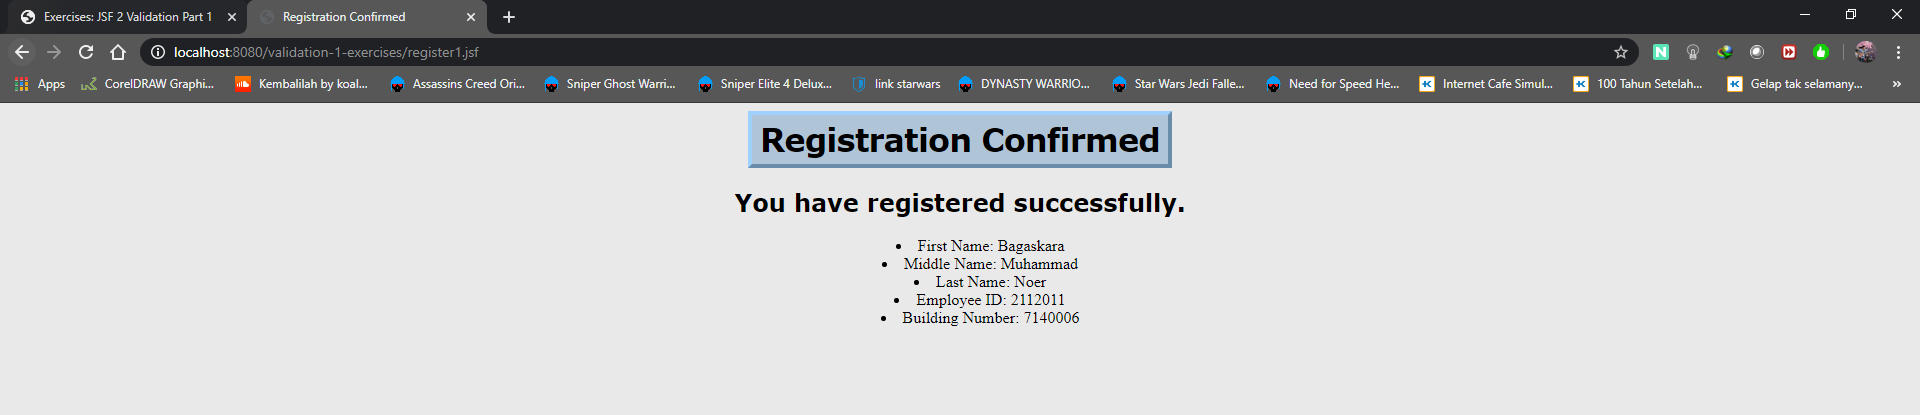 Exercises: JSF 2 Validation Part 1
Registration Confirmed
localhost:8080/validation-1-exercises/register1.jsf
Apps CorelDRAW Graphi... Kembalilah by koal... Assassins Creed Ori... Sniper Ghost Warri... Sniper Elite 4 Delux... link starwars DYNASTY WARRIO... Star Wars Jedi Falle... Need for Speed He... Internet Cafe Simul... 100 Tahun Setelah... Gelap tak selamany... »
Registration Confirmed
You have registered successfully.
• First Name: Bagaskara
• Middle Name: Muhammad
• Last Name: Noer
• Employee ID: 2112011
• Building Number: 7140006